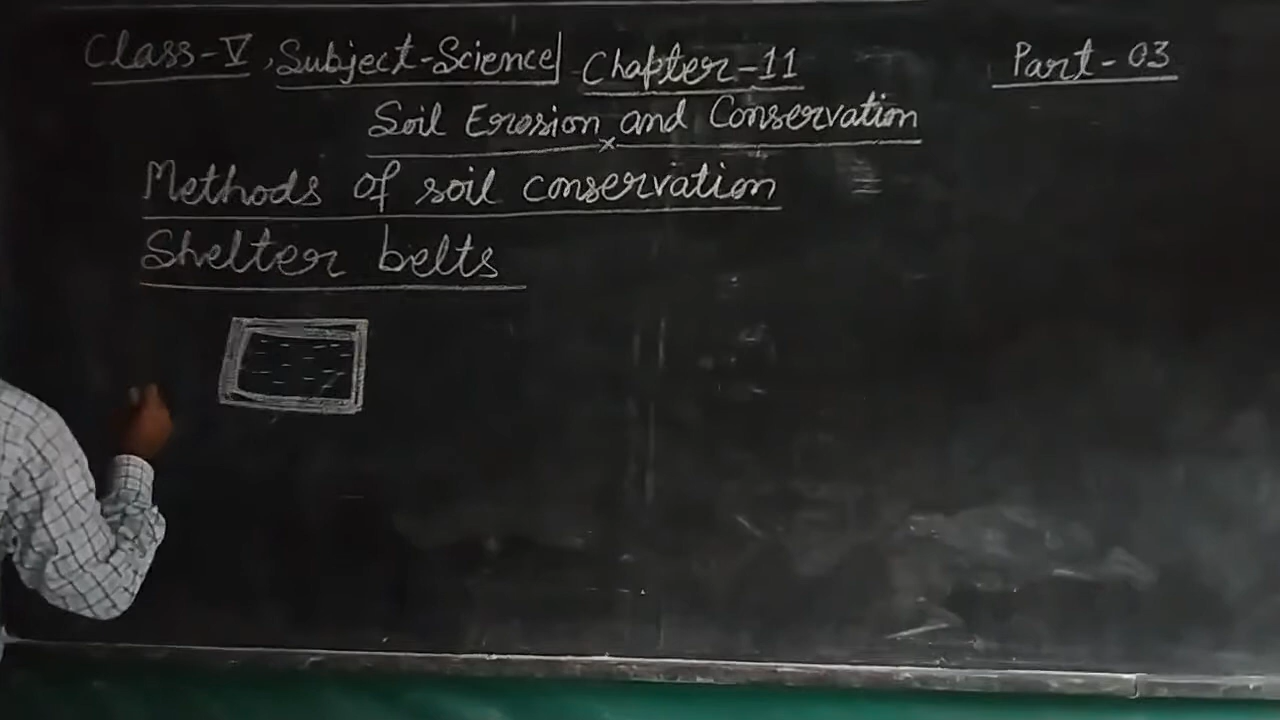 Class-V, Subject-Science| Chapter-11 Part-03
Soil Erosion and Conservation
Methods of soil conservation
Shelter belts